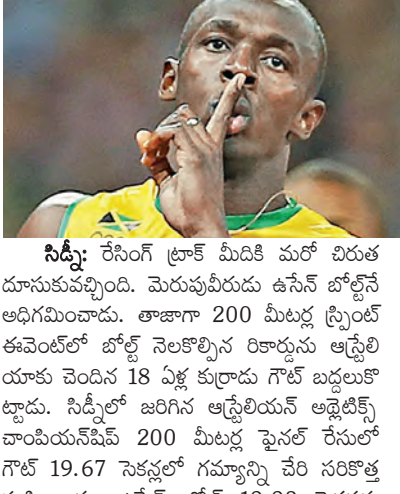 సిడ్నీ: రేసింగ్ ట్రాక్ మీదికి మరో చిరుత
దూసుకువచ్చింది. మెరుపువీరుడు ఉసేన్ బోల్ట్‌నే
అధిగమించాడు. తాజాగా 200 మీటర్ల స్ప్రింట్
ఈవెంట్‌లో బోల్ట్ నెలకొల్పిన రికార్డును ఆస్ట్రేలి
యాకు చెందిన 18 ఏళ్ల కుర్రాడు గౌట్ బద్దలుకొ
ట్టాడు. సిడ్నీలో జరిగిన ఆస్ట్రేలియన్ అథ్లెటిక్స్
చాంపియన్‌షిప్ 200 మీటర్ల ఫైనల్ రేసులో
గౌట్ 19.67 సెకన్లలో గమ్యాన్ని చేరి సరికొత్త